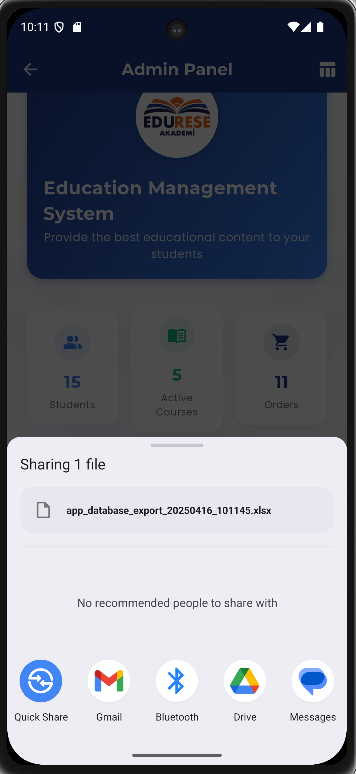 10:11
Admin Panel
EDURESE
AKADEMİ
Education Management
System
Provide the best educational content to your
students
15
Students
5
Active
Courses
11
Orders
Sharing 1 file
app_database_export_20250416_101145.xlsx
No recommended people to share with
Quick Share
Gmail
Bluetooth
Drive
Messages